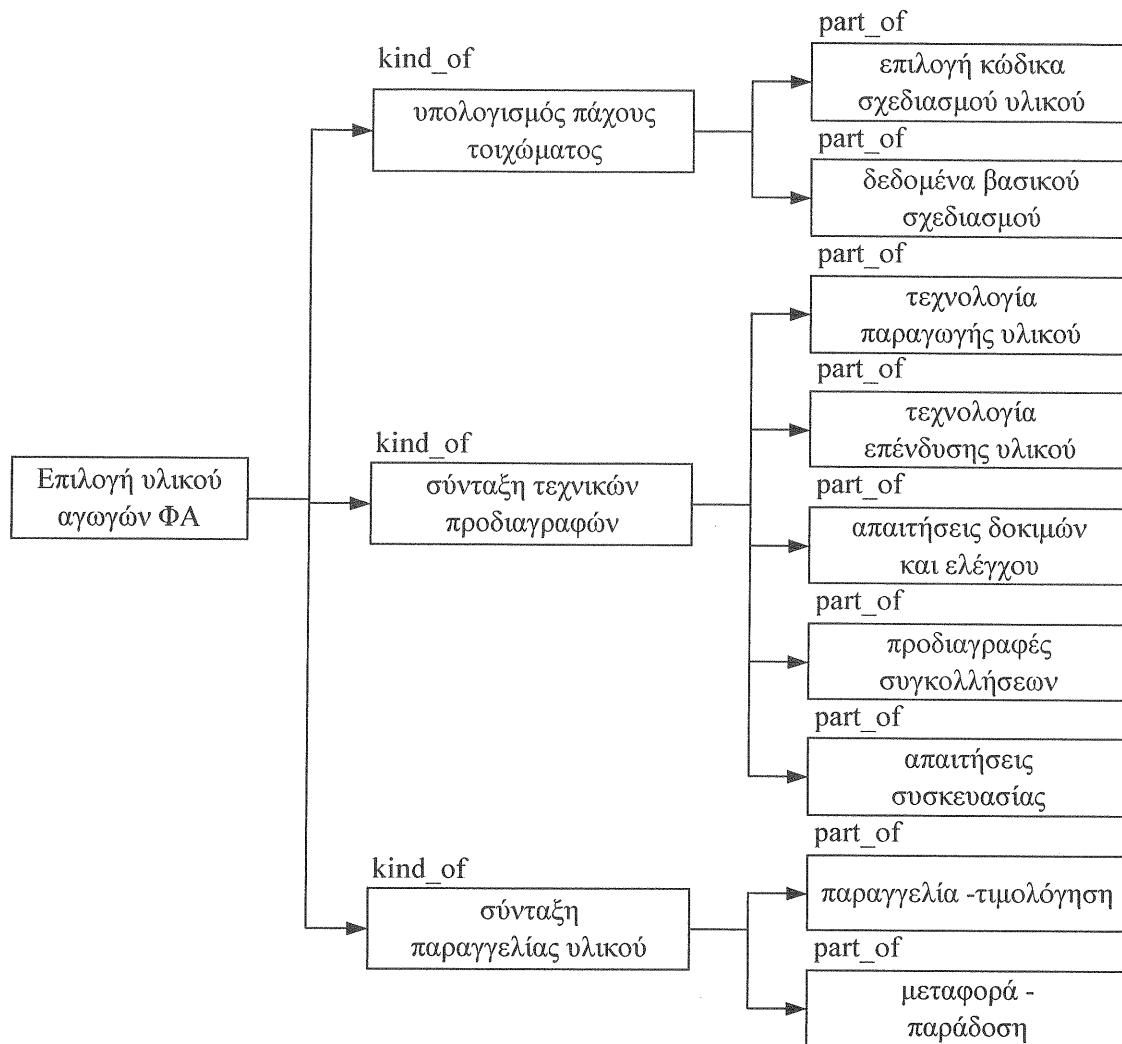 Επιλογή υλικού
αγωγών ΦΑ
kind_of
υπολογισμός πάχους
τοιχώματος
part_of
επιλογή κώδικα
σχεδιασμού υλικού
part_of
δεδομένα βασικού
σχεδιασμού
kind_of
σύνταξη τεχνικών
προδιαγραφών
part_of
τεχνολογία
παραγωγής υλικού
part_of
τεχνολογία
επένδυσης υλικού
part_of
απαιτήσεις δοκιμών
και ελέγχου
part_of
προδιαγραφές
συγκολλήσεων
part_of
απαιτήσεις
συσκευασίας
kind_of
σύνταξη
παραγγελίας υλικού
part_of
παραγγελία -τιμολόγηση
part_of
μεταφορά -
παράδοση